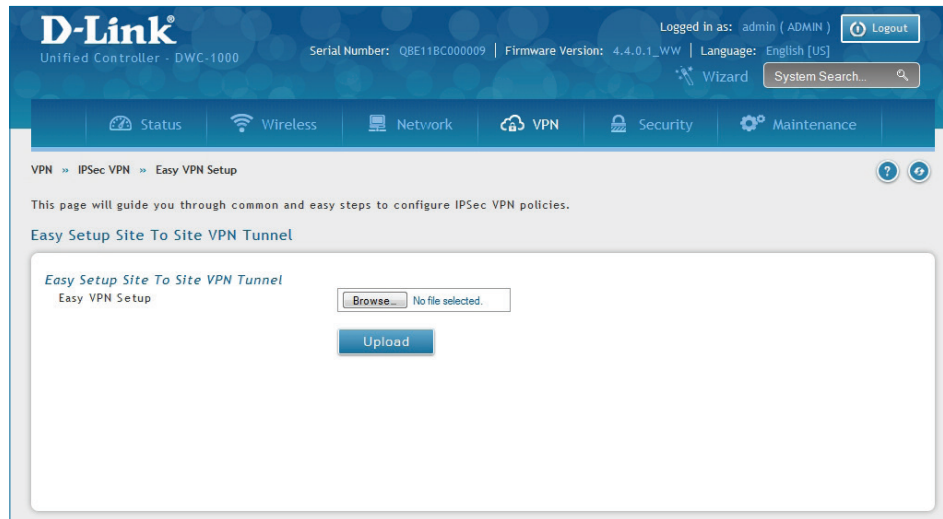 D-Link®
Unified Controller - DWC-1000
Logged in as: admin ( ADMIN ) Logout
Serial Number: QBE11BC000009 | Firmware Version: 4.4.0.1_WW | Language: English [US]
Wizard System Search...
Status Wireless Network VPN Security Maintenance
VPN » IPSec VPN » Easy VPN Setup
This page will guide you through common and easy steps to configure IPSec VPN policies.
Easy Setup Site To Site VPN Tunnel
Easy Setup Site To Site VPN Tunnel
Easy VPN Setup Browse... No file selected.
Upload